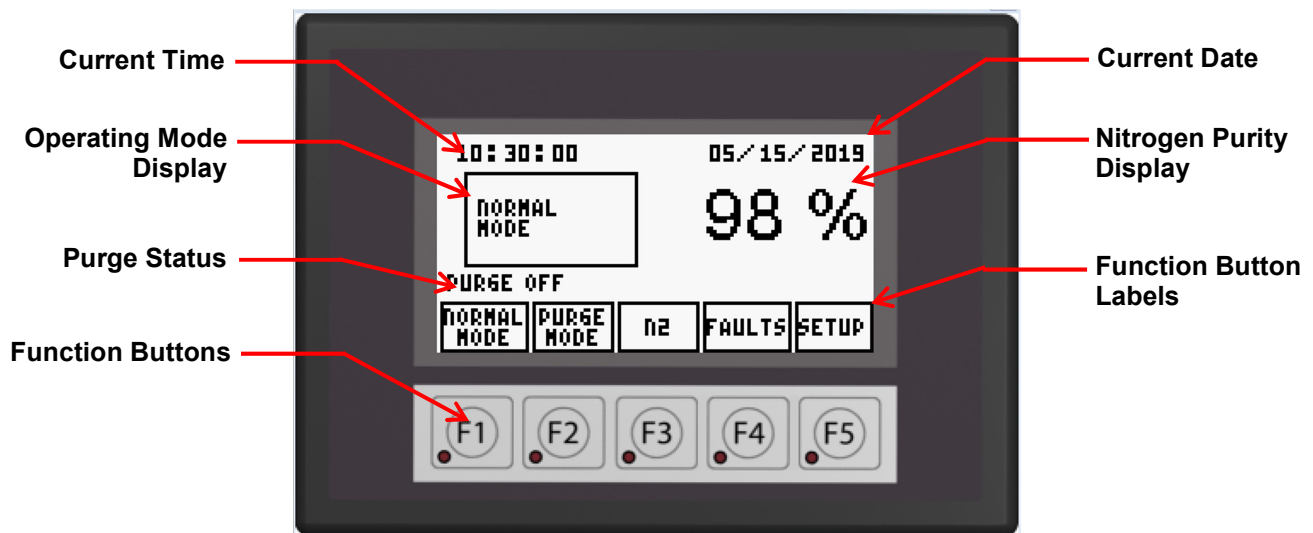 Current Time
Current Date
Operating Mode
Display
Nitrogen Purity
Display
10:30:00
05/15/2019
NORMAL
MODE
98 %
Purge Status
PURGE OFF
Function Button
Labels
NORMAL
MODE
PURGE
MODE
N2
FAULTS
SETUP
Function Buttons
F1
F2
F3
F4
F5